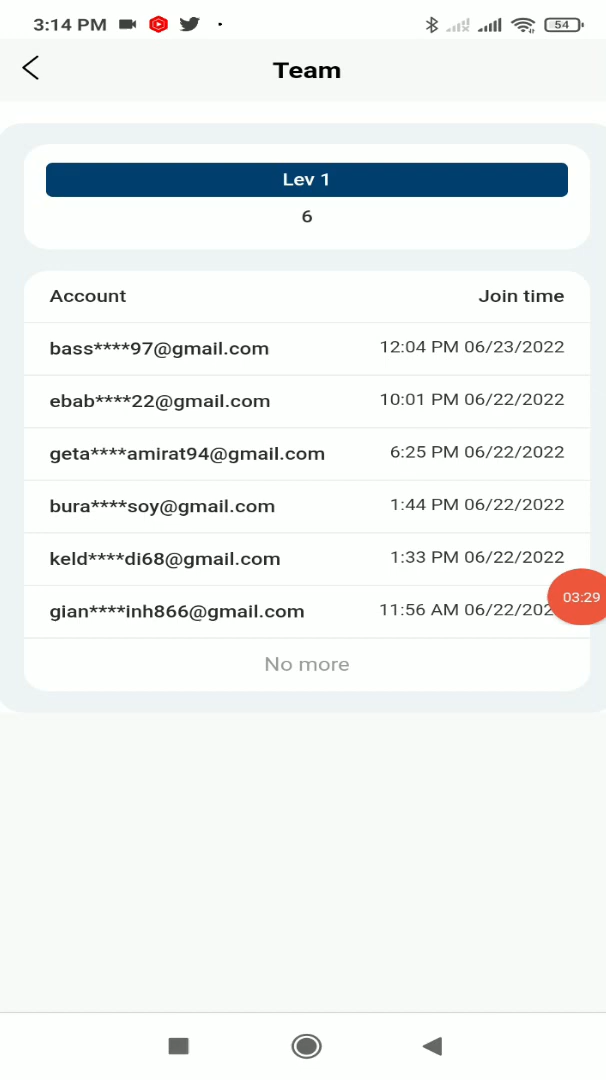 3:14 PM
54
Team
Lev 1
6
Account Join time
bass****97@gmail.com 12:04 PM 06/23/2022
ebab****22@gmail.com 10:01 PM 06/22/2022
geta****amirat94@gmail.com 6:25 PM 06/22/2022
bura****soy@gmail.com 1:44 PM 06/22/2022
keld****di68@gmail.com 1:33 PM 06/22/2022
gian****inh866@gmail.com 11:56 AM 06/22/202
03:29
No more